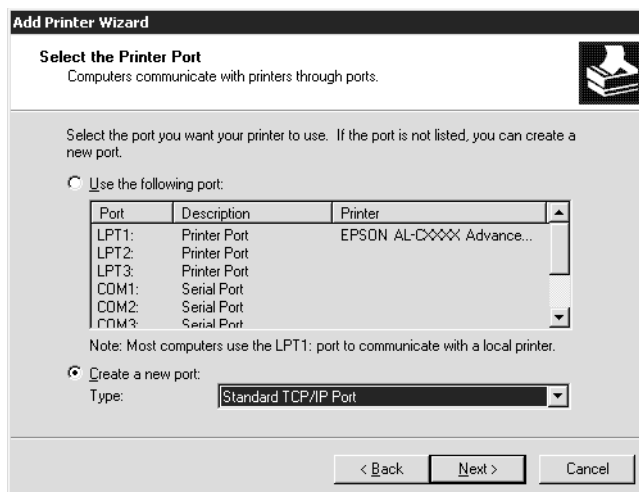 Add Printer Wizard
Select the Printer Port
Computers communicate with printers through ports.
Select the port you want your printer to use. If the port is not listed, you can create a
new port.
Use the following port:
Port Description Printer
LPT1: Printer Port EPSON AL-CXXXX Advance...
LPT2: Printer Port
LPT3: Printer Port
COM1: Serial Port
COM2: Serial Port
COM3: Serial Port
Note: Most computers use the LPT1: port to communicate with a local printer.
Create a new port:
Type: Standard TCP/IP Port
< Back Next > Cancel